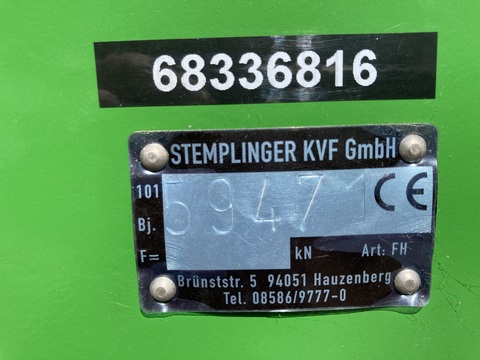 68336816
STEMPLINGER KVF GmbH
101 59471 CE
Bj.
F= kN Art: FH
Brünststr. 5 94051 Hauzenberg
Tel. 08586/9777-0